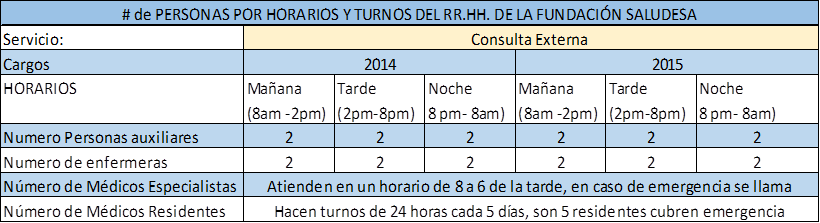 # de PERSONAS POR HORARIOS Y TURNOS DEL RR.HH. DE LA FUNDACIÓN SALUDESA
Servicio: Consulta Externa
Cargos 2014 2015
HORARIOS Mañana Tarde Noche Mañana Tarde Noche
(8am -2pm) (2pm-8pm) 8 pm- 8am) (8am -2pm) (2pm-8pm) 8 pm- 8am)
Numero Personas auxiliares 2 2 2 2 2 2
Numero de enfermeras 2 2 2 2 2 2
Número de Médicos Especialistas Atienden en un horario de 8 a 6 de la tarde, en caso de emergencia se llama
Número de Médicos Residentes Hacen turnos de 24 horas cada 5 días, son 5 residentes cubren emergencia